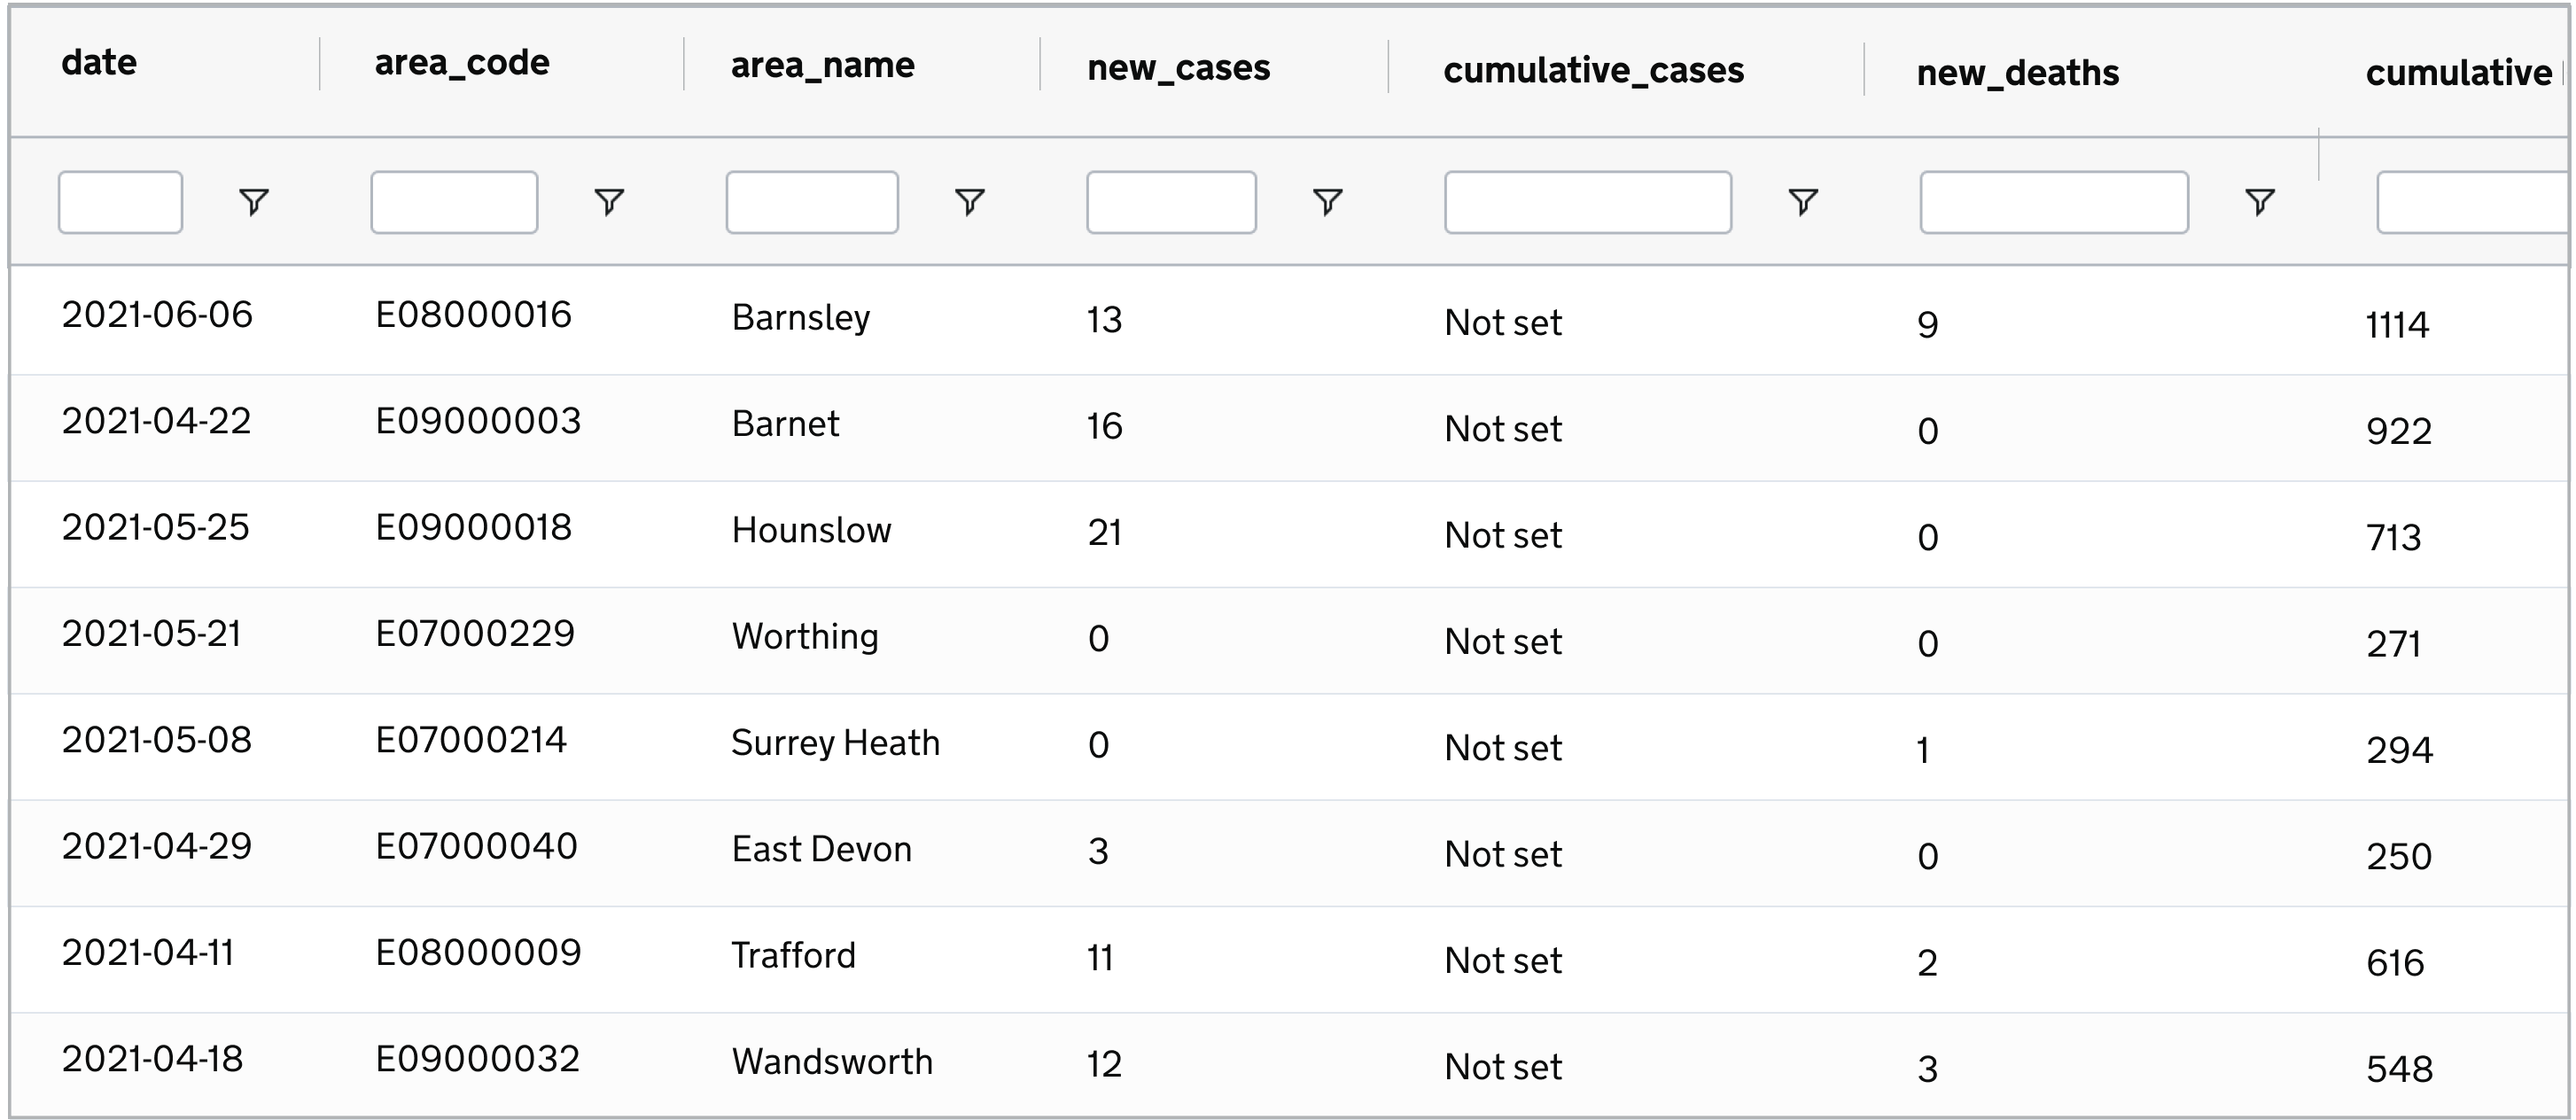 date area_code area_name new_cases cumulative_cases new_deaths cumulative
2021-06-06 E08000016 Barnsley 13 Not set 9 1114
2021-04-22 E09000003 Barnet 16 Not set 0 922
2021-05-25 E09000018 Hounslow 21 Not set 0 713
2021-05-21 E07000229 Worthing 0 Not set 0 271
2021-05-08 E07000214 Surrey Heath 0 Not set 1 294
2021-04-29 E07000040 East Devon 3 Not set 0 250
2021-04-11 E08000009 Trafford 11 Not set 2 616
2021-04-18 E09000032 Wandsworth 12 Not set 3 548